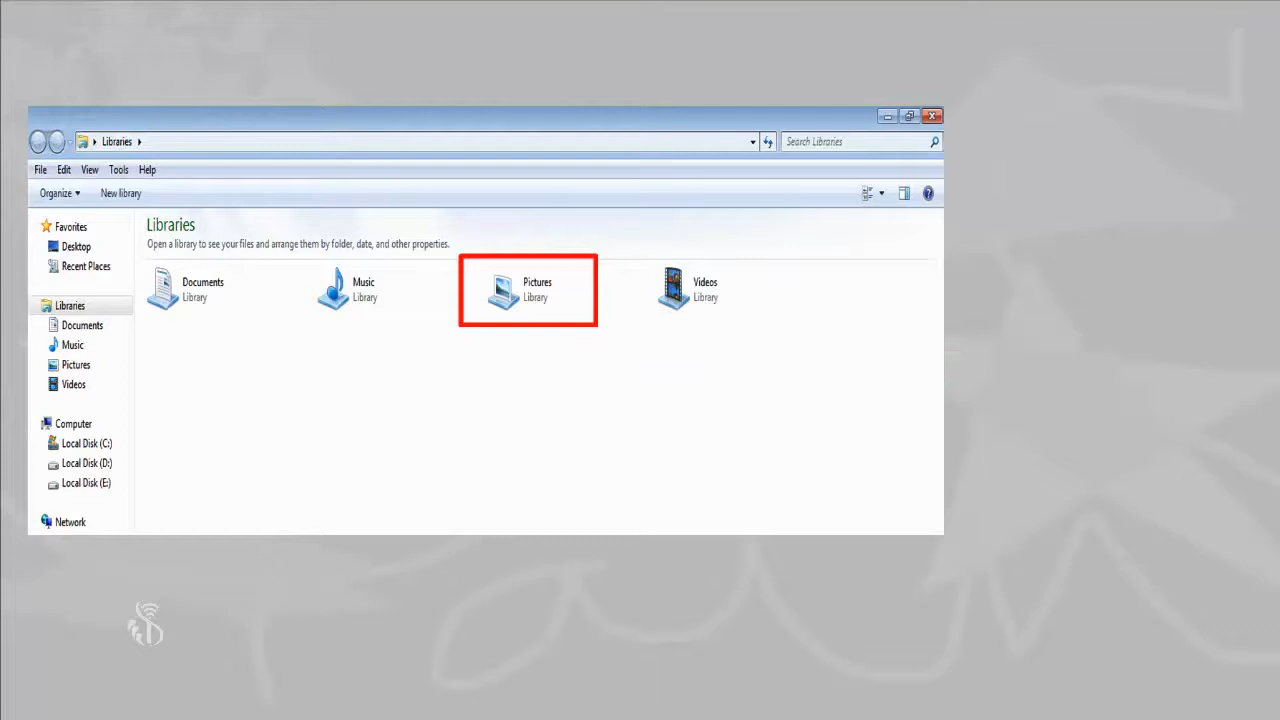 Libraries
Search Libraries
File Edit View Tools Help
Organize New library
Favorites
Desktop
Recent Places
Libraries
Documents
Music
Pictures
Videos
Computer
Local Disk (C:)
Local Disk (D:)
Local Disk (E:)
Network
Libraries
Open a library to see your files and arrange them by folder, date, and other properties.
Documents
Library
Music
Library
Pictures
Library
Videos
Library